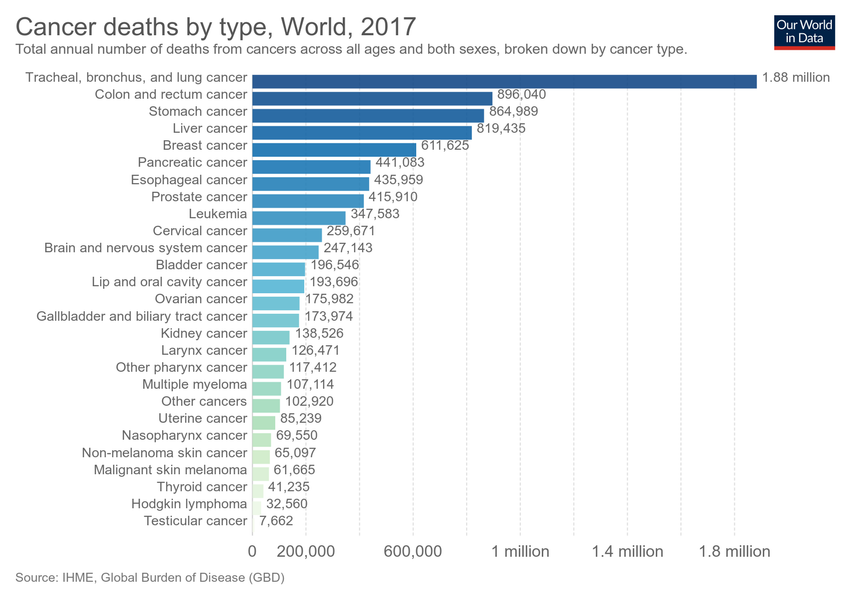 Cancer deaths by type, World, 2017
Total annual number of deaths from cancers across all ages and both sexes, broken down by cancer type.
Our World
in Data
Tracheal, bronchus, and lung cancer 1.88 million
Colon and rectum cancer 896,040
Stomach cancer 864,989
Liver cancer 819,435
Breast cancer 611,625
Pancreatic cancer 441,083
Esophageal cancer 435,959
Prostate cancer 415,910
Leukemia 347,583
Cervical cancer 259,671
Brain and nervous system cancer 247,143
Bladder cancer 196,546
Lip and oral cavity cancer 193,696
Ovarian cancer 175,982
Gallbladder and biliary tract cancer 173,974
Kidney cancer 138,526
Larynx cancer 126,471
Other pharynx cancer 117,412
Multiple myeloma 107,114
Other cancers 102,920
Uterine cancer 85,239
Nasopharynx cancer 69,550
Non-melanoma skin cancer 65,097
Malignant skin melanoma 61,665
Thyroid cancer 41,235
Hodgkin lymphoma 32,560
Testicular cancer 7,662
0 200,000 600,000 1 million 1.4 million 1.8 million
Source: IHME, Global Burden of Disease (GBD)